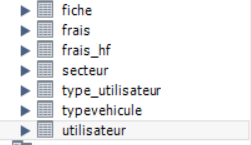 fiche
frais
frais_hf
secteur
type_utilisateur
typevehicule
utilisateur